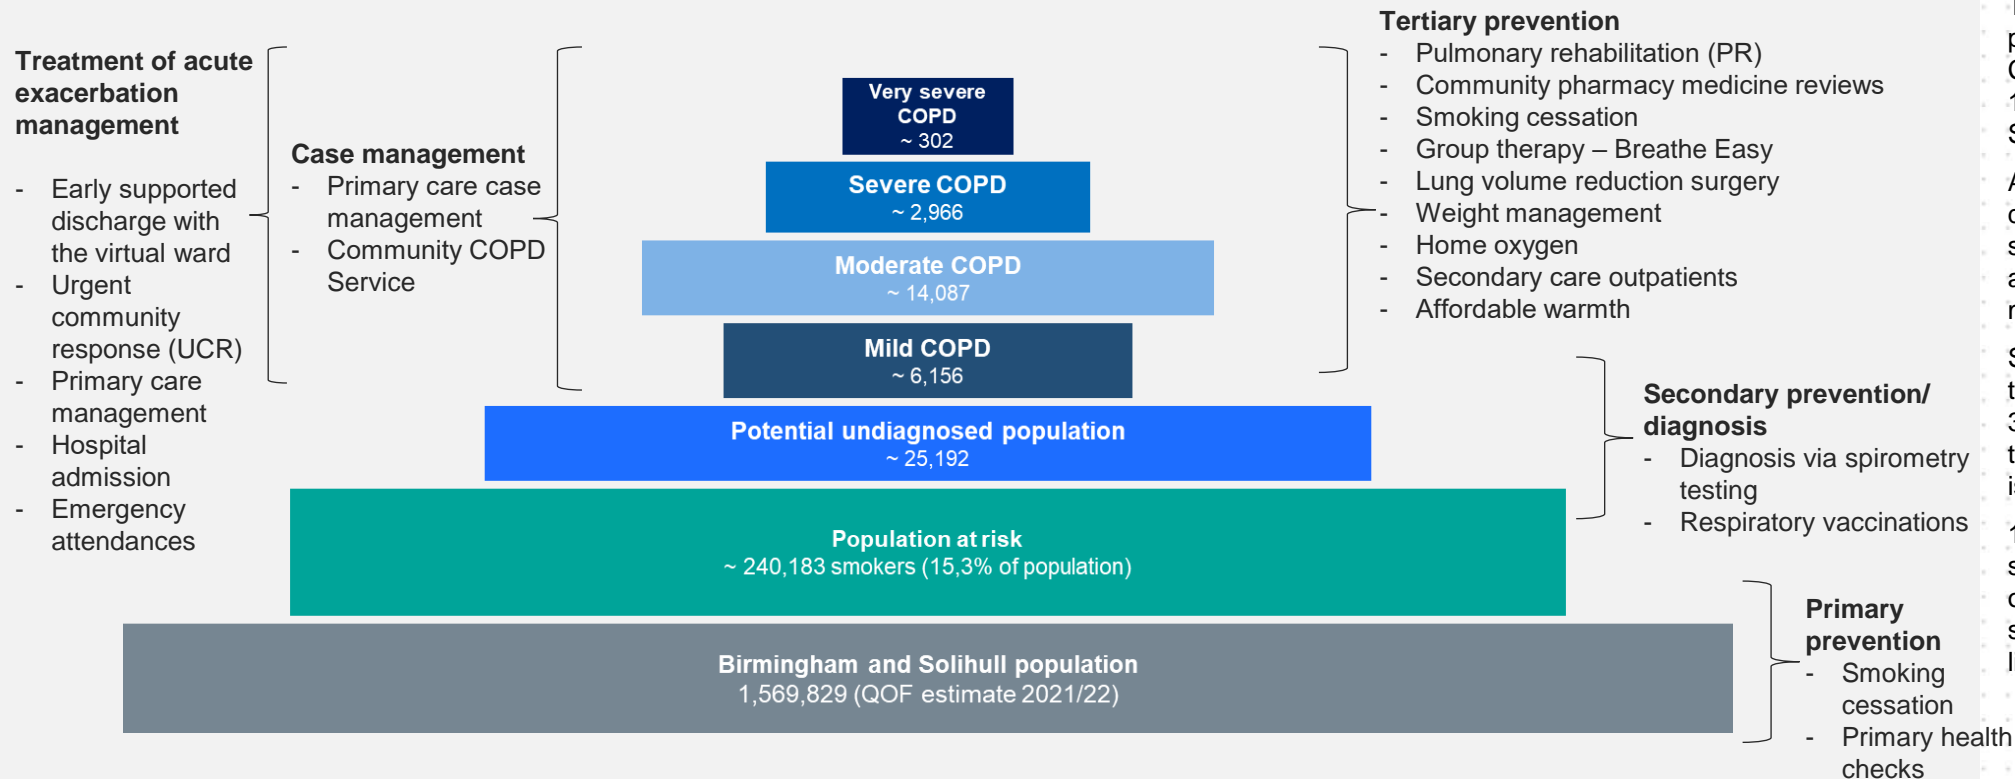 Treatment of acute
exacerbation
management
- Early supported
discharge with
the virtual ward
- Urgent
community
response (UCR)
- Primary care
management
- Hospital
admission
- Emergency
attendances
Case management
- Primary care case
management
- Community COPD
Service
Very severe
COPD
~ 302
Severe COPD
~ 2,966
Moderate COPD
~ 14,087
Mild COPD
~ 6,156
Potential undiagnosed population
~ 25,192
Population at risk
~ 240,183 smokers (15,3% of population)
Birmingham and Solihull population
1,569,829 (QOF estimate 2021/22)
Tertiary prevention
- Pulmonary rehabilitation (PR)
- Community pharmacy medicine reviews
- Smoking cessation
- Group therapy – Breathe Easy
- Lung volume reduction surgery
- Weight management
- Home oxygen
- Secondary care outpatients
- Affordable warmth
Secondary prevention/
diagnosis
- Diagnosis via spirometry
testing
- Respiratory vaccinations
Primary
prevention
- Smoking
cessation
- Primary health
checks